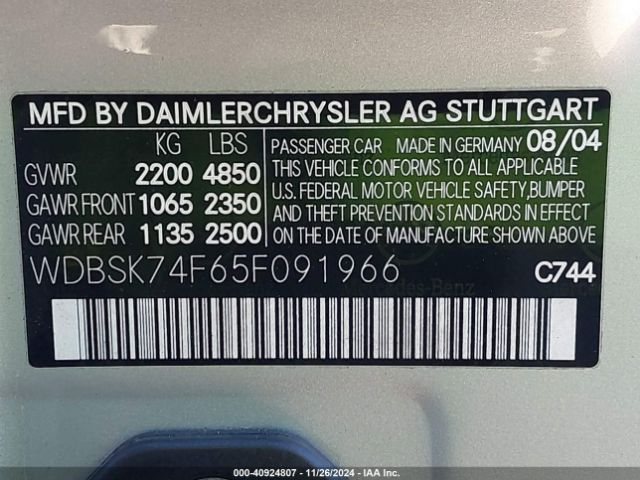 MFD BY DAIMLERCHRYSLER AG STUTTGART
KG LBS
GVWR 2200 4850
GAWR FRONT 1065 2350
GAWR REAR 1135 2500
PASSENGER CAR MADE IN GERMANY 08/04
THIS VEHICLE CONFORMS TO ALL APPLICABLE
U.S. FEDERAL MOTOR VEHICLE SAFETY,BUMPER
AND THEFT PREVENTION STANDARDS IN EFFECT
ON DATE OF MANUFACTURE SHOWN ABOVE
WDBSK74F65F091966 C744
Mercedes-Benz
000-40924807 - 11/26/2024 - IAA Inc.